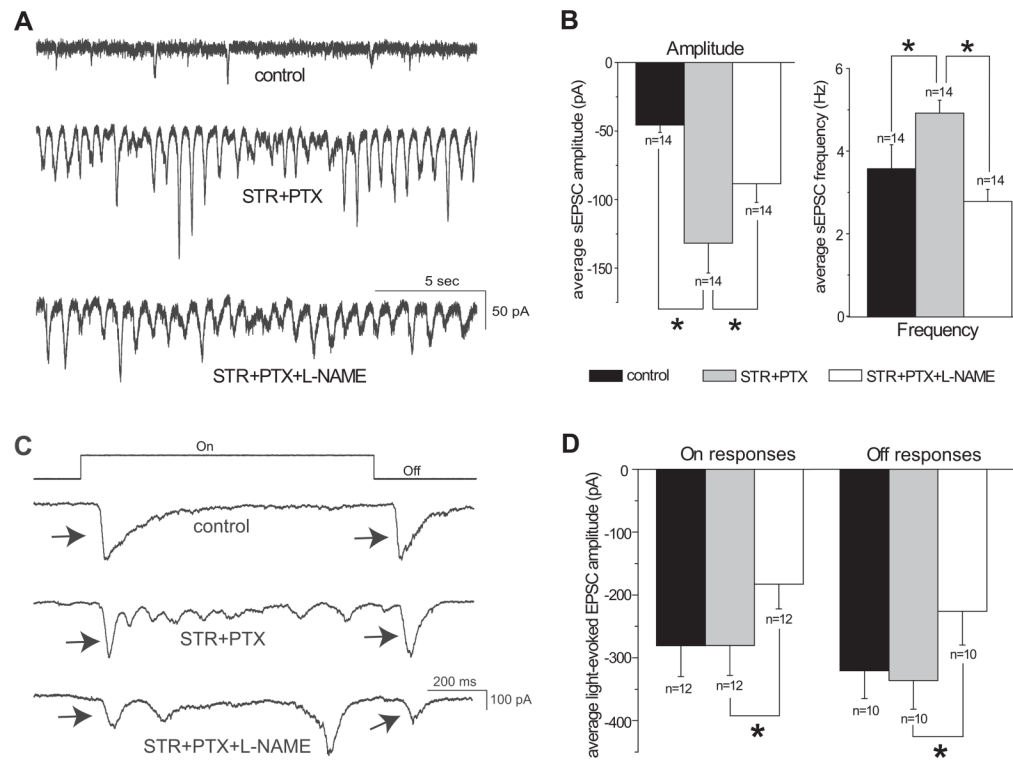 A
control
STR+PTX
5 sec
50 pA
STR+PTX+L-NAME
B
Amplitude
average sEPSC amplitude (pA)
0
-50
-100
-150
n=14
n=14
n=14
* *
average sEPSC frequency (Hz)
6
4
2
0
* *
n=14
n=14
n=14
Frequency
control STR+PTX STR+PTX+L-NAME
C
On
Off
control
STR+PTX
200 ms
100 pA
STR+PTX+L-NAME
D
On responses Off responses
average light-evoked EPSC amplitude (pA)
0
-100
-200
-300
-400
n=12
n=12
n=12
*
n=10
n=10
n=10
*